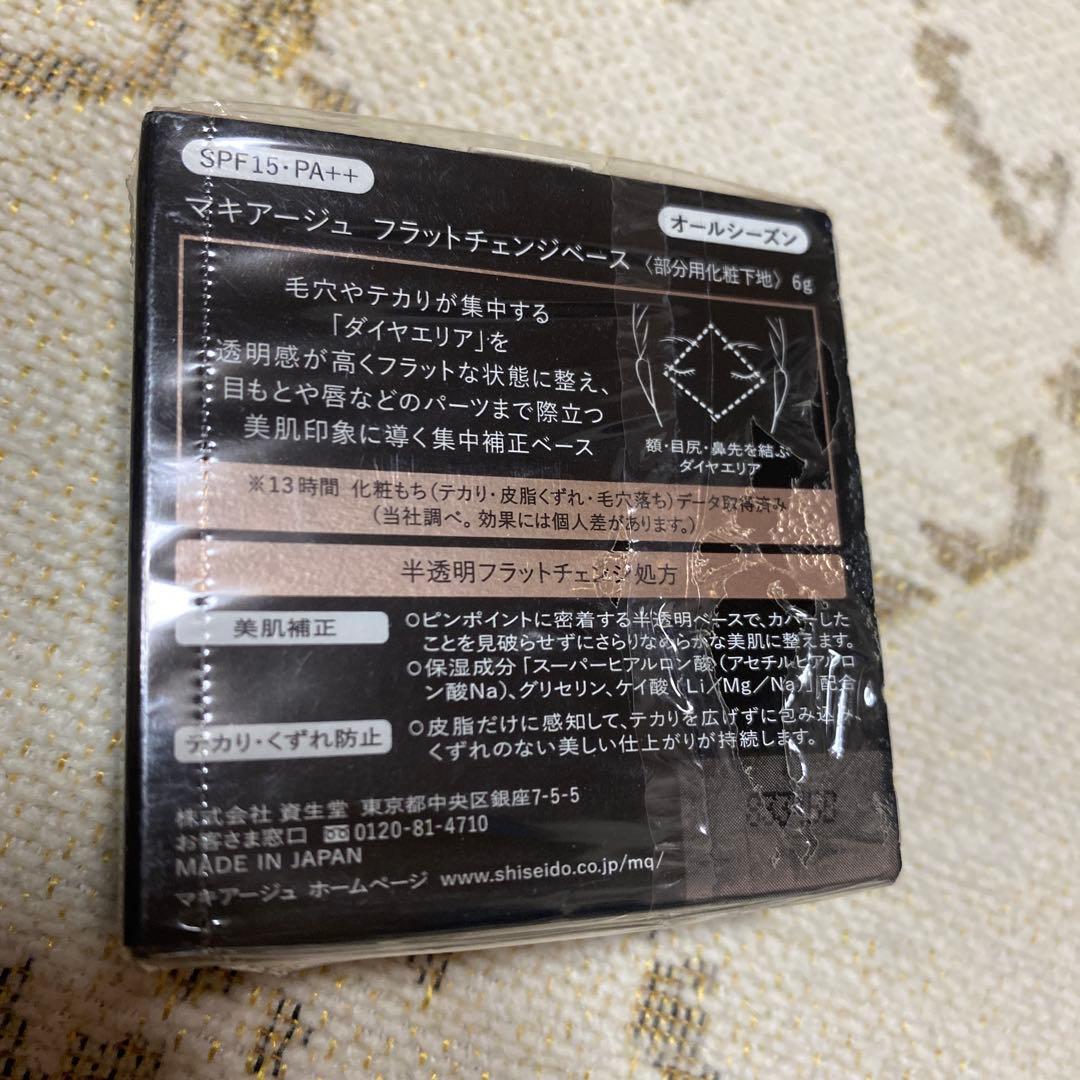 SPF15・PA++
オールシーズン
マキアージュ フラットチェンジベース 〈部分用化粧下地〉 6g
毛穴やテカリが集中する
「ダイヤエリア」を
透明感が高くフラットな状態に整え、
目もとや唇などのパーツまで際立つ
美肌印象に導く集中補正ベース
額・目尻・鼻先を結ぶ
ダイヤエリア
※13時間 化粧もち(テカリ・皮脂くずれ・毛穴落ち)データ取得済み
(当社調べ。効果には個人差があります。)
半透明フラットチェンジ処方
美肌補正
○ピンポイントに密着する半透明ベースで、カバーした
ことを見破らせずにさらりなめらかな美肌に整えます。
○保湿成分「スーパーヒアルロン酸(アセチルヒアルロ
ン酸Na)、グリセリン、ケイ酸(Li/Mg/Na)」配合
テカリ・くずれ防止
○皮脂だけに感知して、テカリを広げずに包み込み、
くずれのない美しい仕上がりが持続します。
株式会社 資生堂 東京都中央区銀座7-5-5
お客さま窓口 0120-81-4710
MADE IN JAPAN
マキアージュ ホームページ www.shiseido.co.jp/mq/